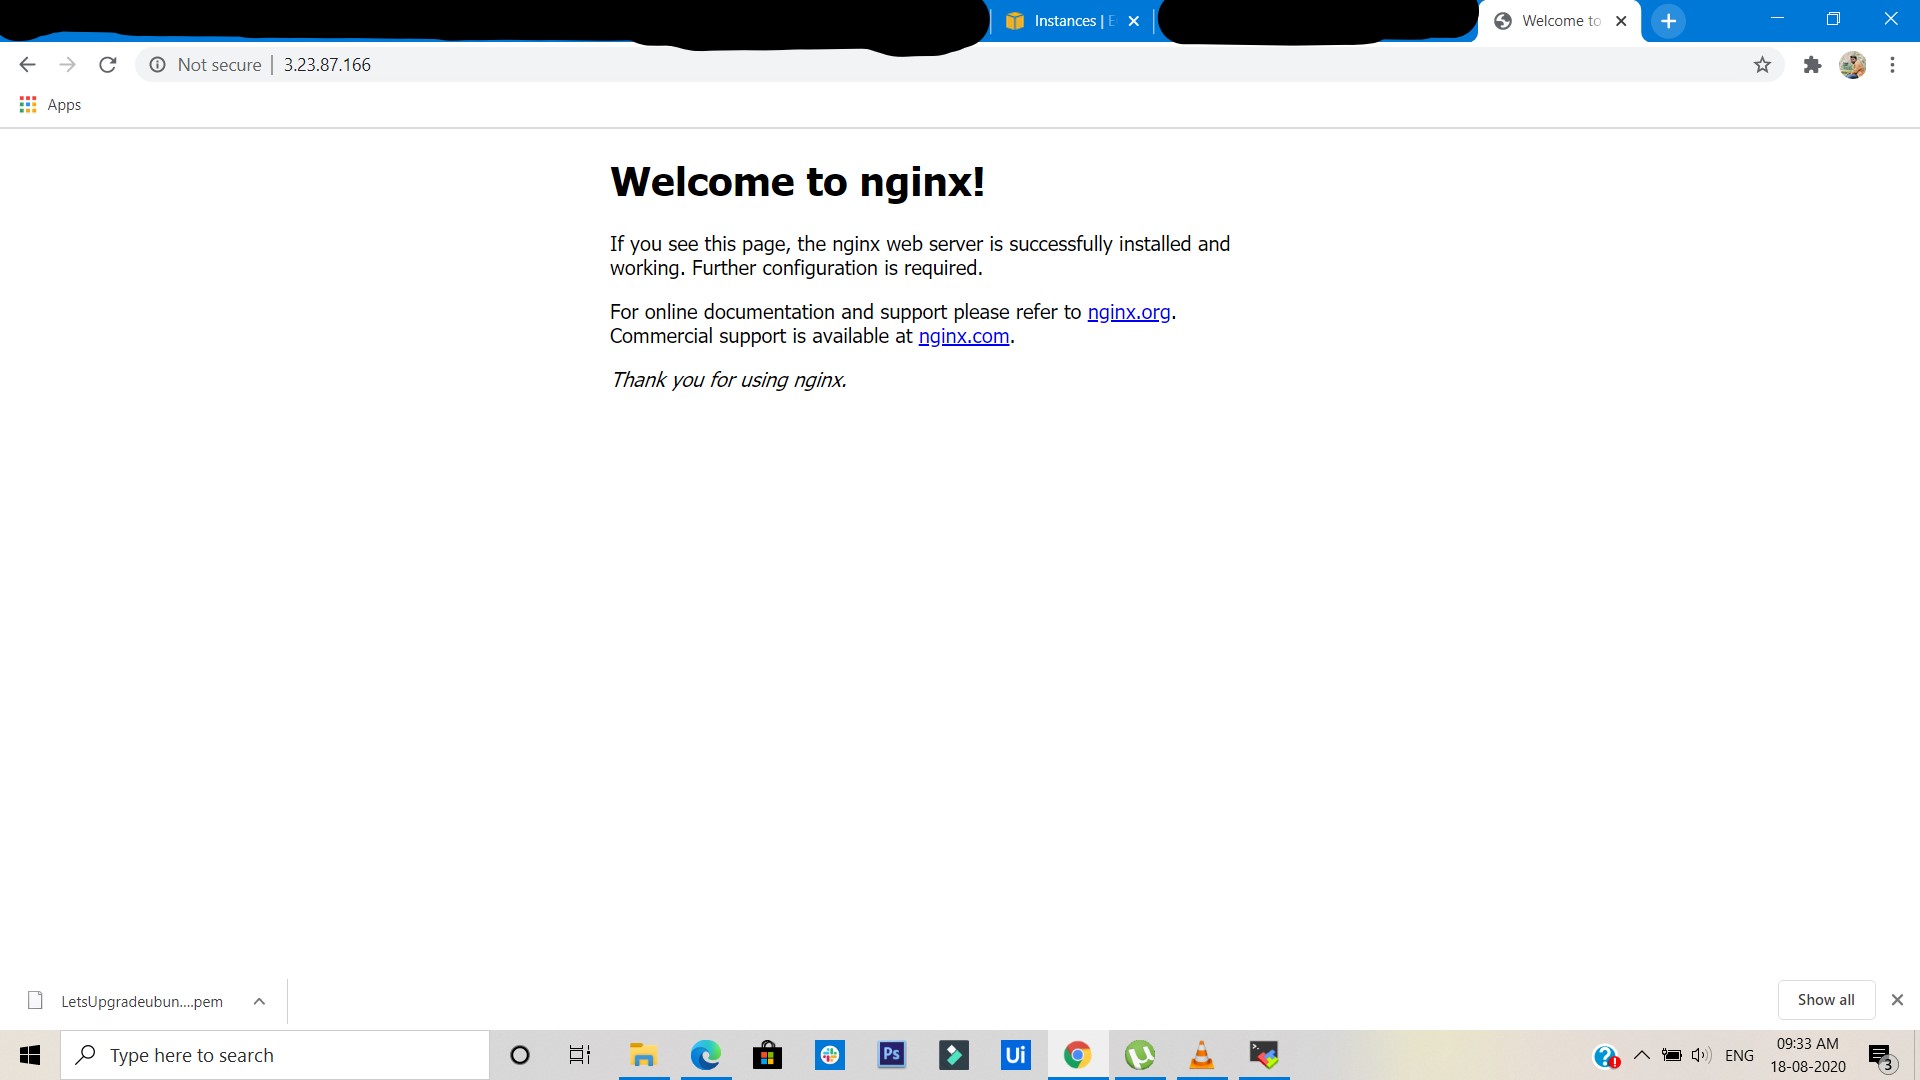 Instances | E
Welcome to
Not secure | 3.23.87.166
Apps
Welcome to nginx!
If you see this page, the nginx web server is successfully installed and
working. Further configuration is required.
For online documentation and support please refer to nginx.org.
Commercial support is available at nginx.com.
Thank you for using nginx.
LetsUpgradeubun....pem
Show all
Type here to search
Ps
Ui
ENG
09:33 AM
18-08-2020
3